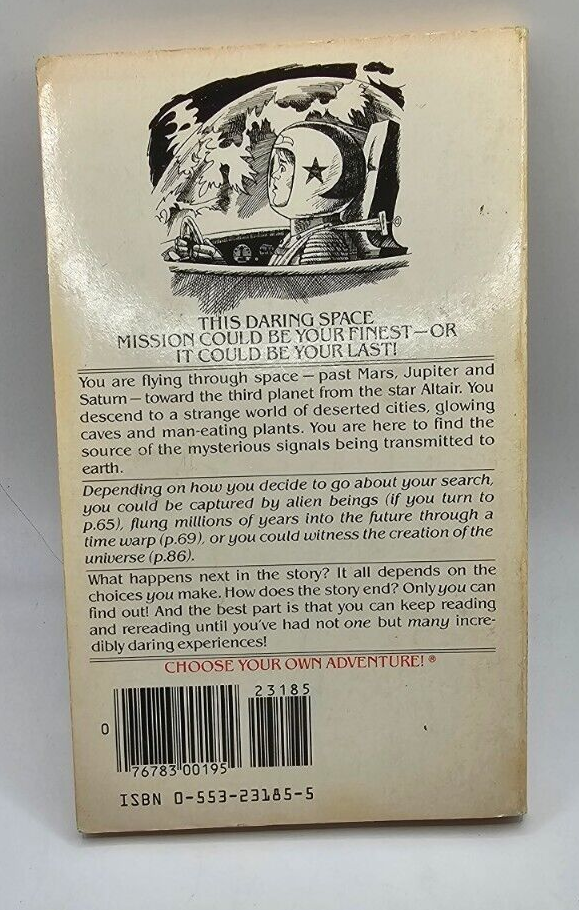 THIS DARING SPACE
MISSION COULD BE YOUR FINEST—OR
IT COULD BE YOUR LAST!
You are flying through space — past Mars, Jupiter and
Saturn — toward the third planet from the star Altair. You
descend to a strange world of deserted cities, glowing
caves and man-eating plants. You are here to find the
source of the mysterious signals being transmitted to
earth.
Depending on how you decide to go about your search,
you could be captured by alien beings (if you turn to
p.65), flung millions of years into the future through a
time warp (p.69), or you could witness the creation of the
universe (p.86).
What happens next in the story? It all depends on the
choices you make. How does the story end? Only you can
find out! And the best part is that you can keep reading
and rereading until you've had not one but many incre-
dibly daring experiences!
CHOOSE YOUR OWN ADVENTURE! ®
23185
0
76783 00195
ISBN 0-553-23185-5